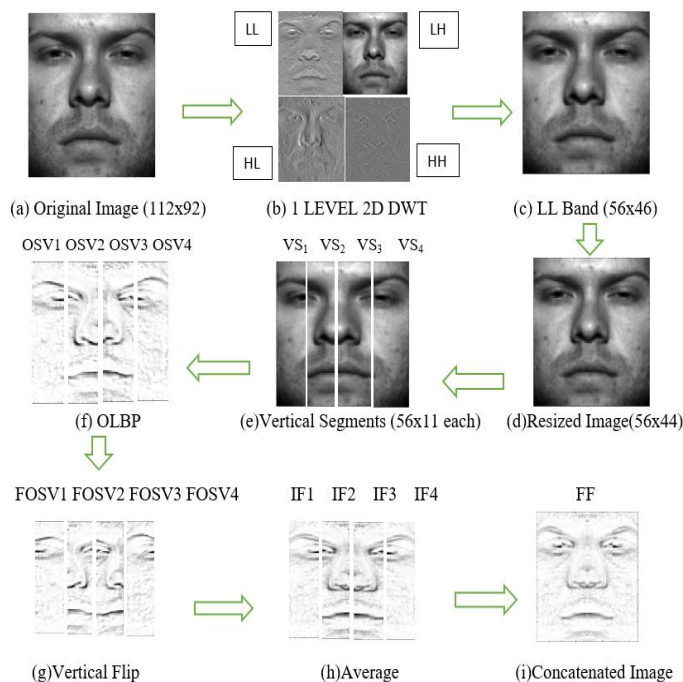 LL
LH
HL
HH
(a) Original Image (112x92)
(b) 1 LEVEL 2D DWT
(c) LL Band (56x46)
OSV1 OSV2 OSV3 OSV4
VS₁ VS₂ VS₃ VS₄
(f) OLBP
(e)Vertical Segments (56x11 each)
(d)Resized Image(56x44)
FOSV1 FOSV2 FOSV3 FOSV4
IF1 IF2 IF3 IF4
FF
(g)Vertical Flip
(h)Average
(i)Concatenated Image